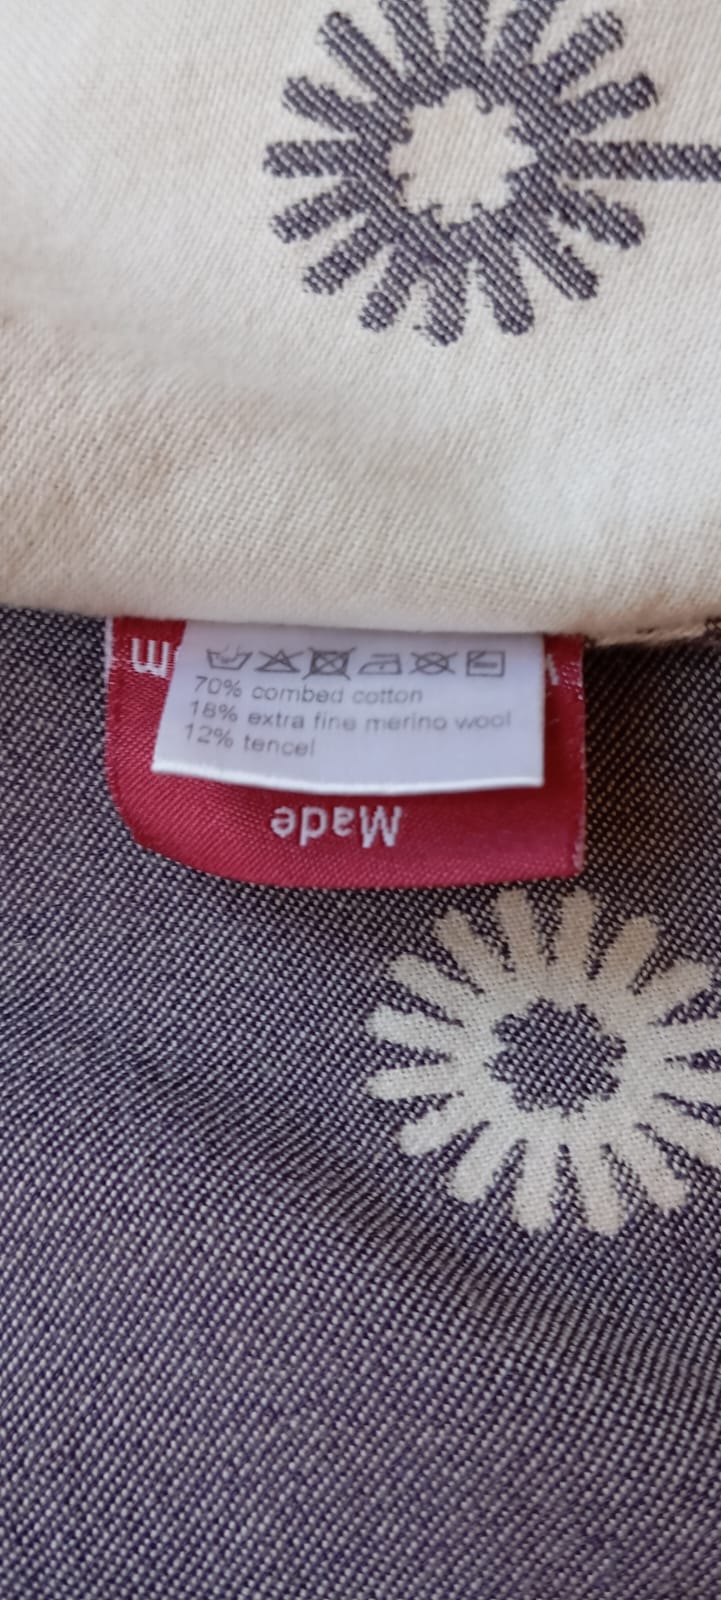 70% combed cotton
18% extra fine merino wool
12% tencel
Made